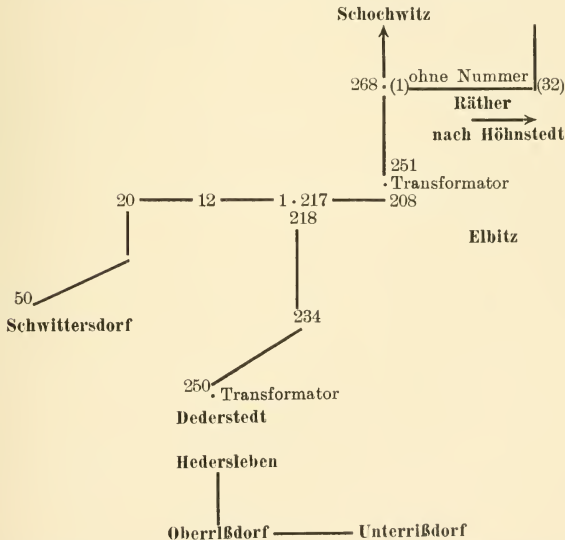 Schochwitz
268 · (1) ohne Nummer (32)
Räther
nach Höhnstedt
251
· Transformator
20 12 1 · 217 208
218
Elbitz
50
Schwittersdorf
234
250
· Transformator
Dederstedt
Hedersleben
Oberrißdorf Unterrißdorf